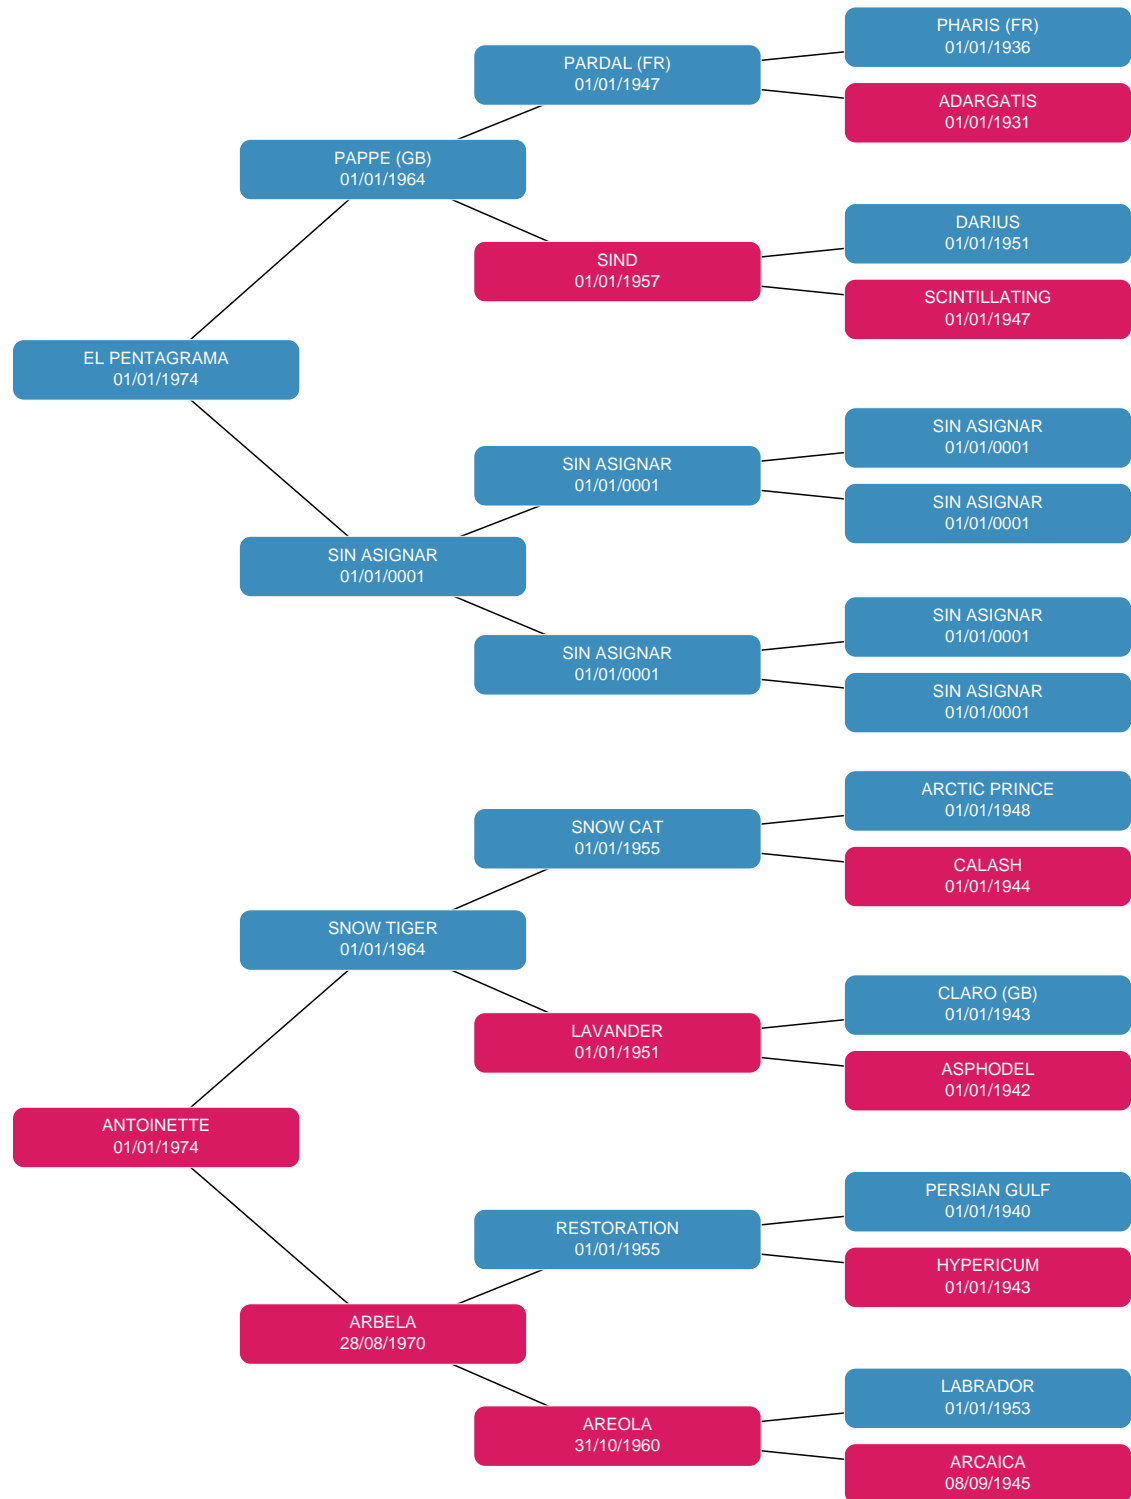 PHARIS (FR)
01/01/1936
PARDAL (FR)
01/01/1947
ADARGATIS
01/01/1931
PAPPE (GB)
01/01/1964
DARIUS
01/01/1951
SIND
01/01/1957
SCINTILLATING
01/01/1947
EL PENTAGRAMA
01/01/1974
SIN ASIGNAR
01/01/0001
SIN ASIGNAR
01/01/0001
SIN ASIGNAR
01/01/0001
SIN ASIGNAR
01/01/0001
SIN ASIGNAR
01/01/0001
SIN ASIGNAR
01/01/0001
SIN ASIGNAR
01/01/0001
ARCTIC PRINCE
01/01/1948
SNOW CAT
01/01/1955
CALASH
01/01/1944
SNOW TIGER
01/01/1964
CLARO (GB)
01/01/1943
LAVANDER
01/01/1951
ASPHODEL
01/01/1942
ANTOINETTE
01/01/1974
PERSIAN GULF
01/01/1940
RESTORATION
01/01/1955
HYPERICUM
01/01/1943
ARBELA
28/08/1970
LABRADOR
01/01/1953
AREOLA
31/10/1960
ARCAICA
08/09/1945